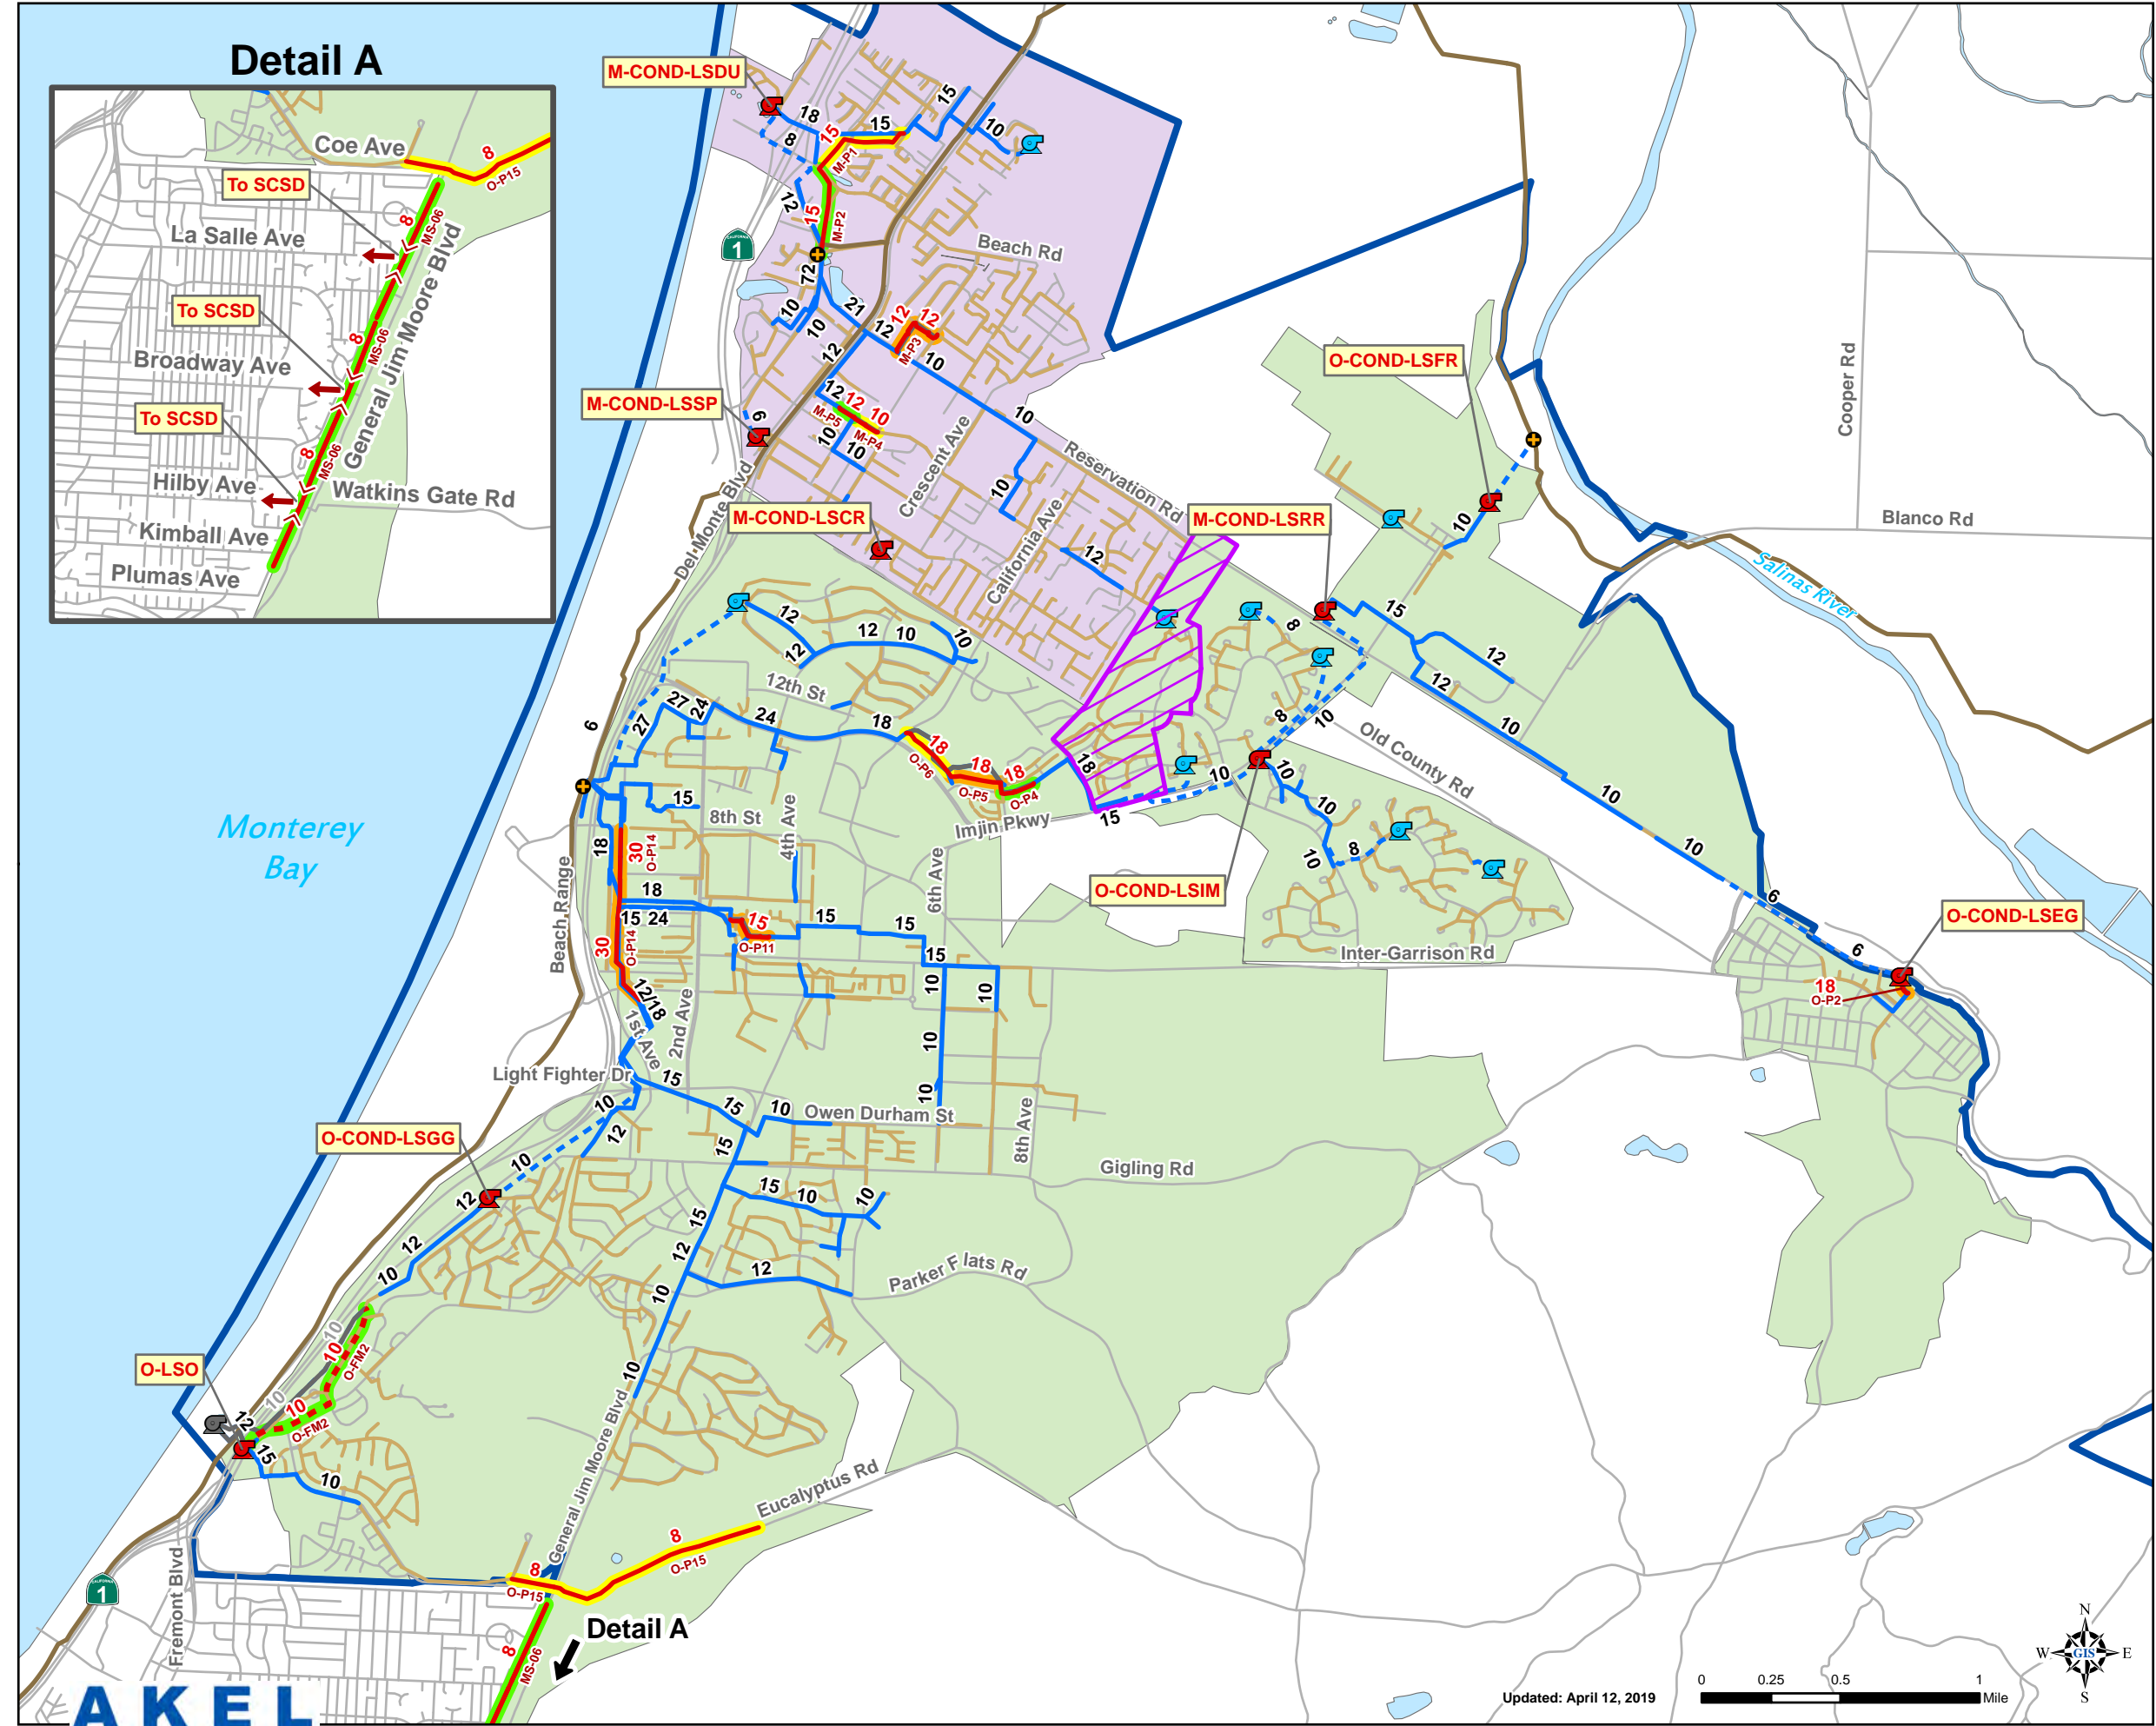 Detail A
Coe Ave
8
O-P15
To SCSD
La Salle Ave
8
MS-06
To SCSD
Broadway Ave
8
MS-06
General Jim Moore Blvd
To SCSD
Hilby Ave
8
MS-06
Watkins Gate Rd
Kimball Ave
Plumas Ave
M-COND-LSDU
18
15
15
15
10
8
M-P1
12
15
M-P2
1
Beach Rd
72
10
10
21
12
12
12
M-P3
10
12
M-COND-LSSP
6
12
12
10
M-P5
M-P4
10
10
10
Crescent Ave
10
Reservation Rd
California Ave
12
Del Monte Blvd
M-COND-LSCR
M-COND-LSRR
O-COND-LSFR
10
Cooper Rd
Blanco Rd
Salinas River
12
12
10
10
12
12th St
8
15
12
12
10
10
10
6
27
27
24
24
18
18
O-P6
18
O-P5
18
O-P4
18
15
10
8
10
Old County Rd
10
10
10
8
Imjin Pkwy
15
8th St
4th Ave
6th Ave
18
30
O-P14
18
15
24
15
O-P11
15
15
15
10
10
10
10
30
O-P14
12/18
Beach Range
1st Ave
2nd Ave
O-COND-LSIM
Inter-Garrison Rd
6
6
O-COND-LSEG
18
O-P2
Monterey
Bay
Light Fighter Dr
15
15
10
Owen Durham St
10
12
15
8th Ave
Gigling Rd
O-COND-LSGG
10
12
12
10
15
10
10
15
12
12
10
10
Parker Flats Rd
10
10
O-FM2
10
10
O-FM2
O-LSO
12
15
10
General Jim Moore Blvd
Eucalyptus Rd
8
O-P15
8
O-P15
Fremont Blvd
1
8
MS-06
Detail A
AKEL
Updated: April 12, 2019
0
0.25
0.5
1
Mile
N
W
GIS
E
S